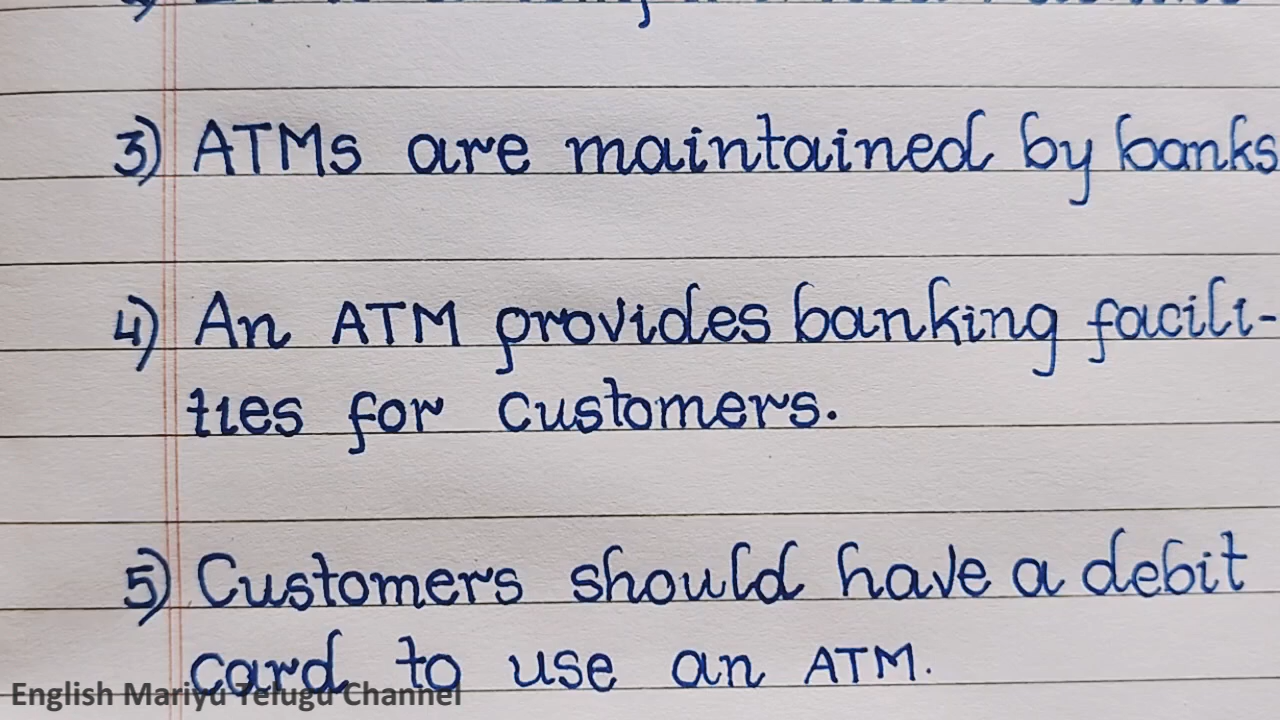 3) ATMs are maintained by banks
4) An ATM provides banking facili-
ties for customers.
5) Customers should have a debit
card to use an ATM.
English Mariyu Telugu Channel